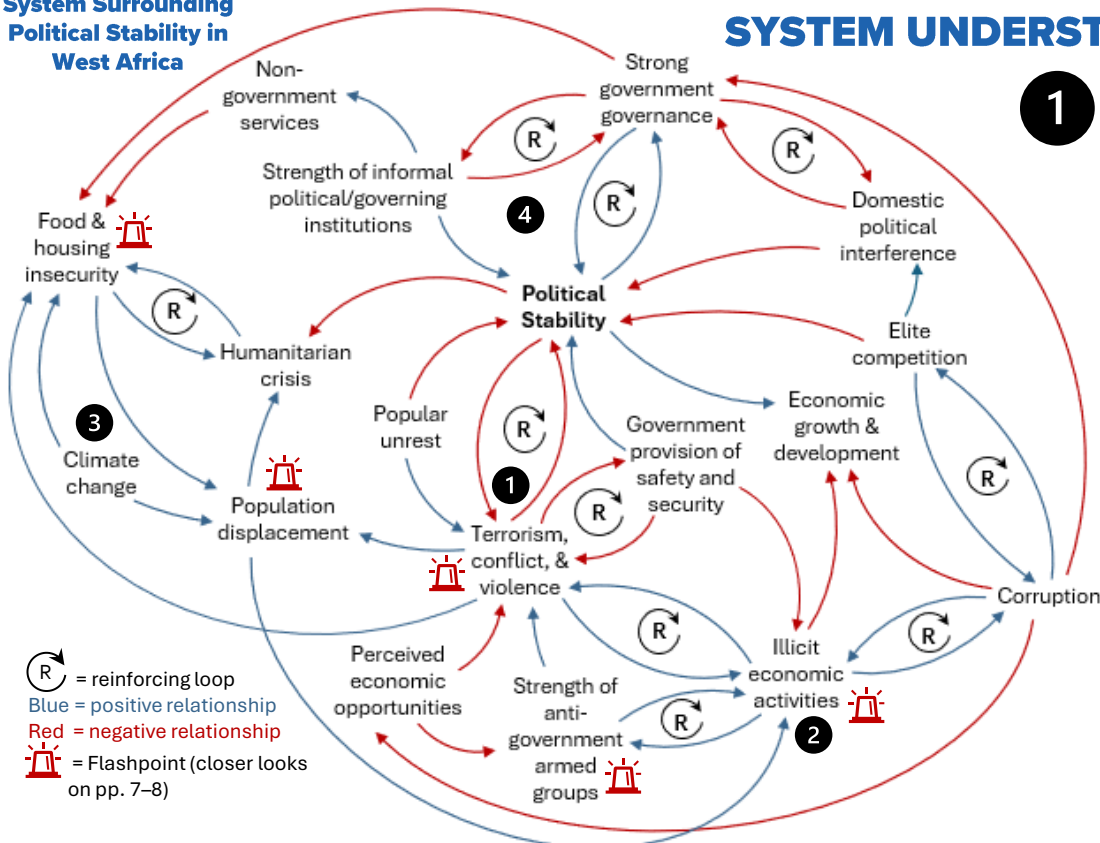 System Surrounding
Political Stability in
West Africa
SYSTEM UNDERST
1
Non-
government
services
Strong
government
governance
R
R
Strength of informal
political/governing
institutions
4
R
Domestic
political
interference
Food &
housing
insecurity
R
Political
Stability
Elite
competition
Humanitarian
crisis
3
Popular
unrest
R
Economic
growth &
development
Government
provision of
safety and
security
Climate
change
1
R
R
Population
displacement
Terrorism,
conflict, &
violence
Corruption
R
R
Illicit
economic
activities
2
Perceived
economic
opportunities
Strength of
anti-
government
armed
groups
R
R = reinforcing loop
Blue = positive relationship
Red = negative relationship
= Flashpoint (closer looks
on pp. 7–8)